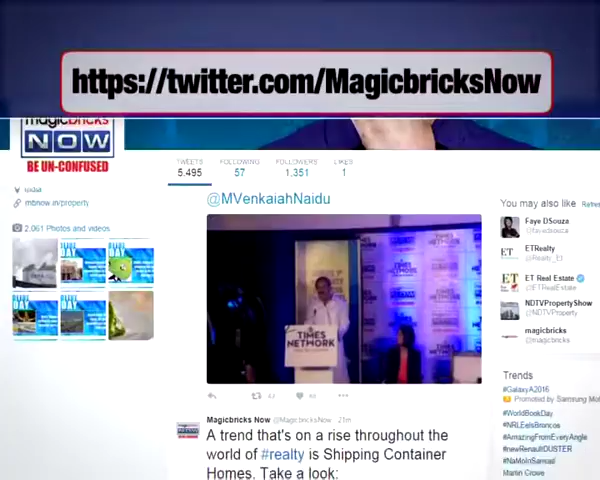 https://twitter.com/MagicbricksNow
magicbricks
NOW
BE UN-CONFUSED
TWEETS FOLLOWING FOLLOWERS LIKES
5,495 57 1,351 1
India
mbnow.in/property
2,061 Photos and videos
@MVenkaiahNaidu
TIMES
NETWORK
Magicbricks Now @MagicbricksNow 21m
A trend that's on a rise throughout the
world of #realty is Shipping Container
Homes. Take a look:
You may also like
Faye DSouza
@fayedsouza
ETRealty
@Realty_Et
ET Real Estate
@ETRealEstate
NDTVPropertyShow
@NDTVProperty
magicbricks
@magicbricks
Trends
#GalaxyA2016
Promoted by Samsung
#WorldBookDay
#NRLEelsBroncos
#AmazingFromEveryAngle
#newRenaultDUSTER
#NaMoInSansad
Martin Crowe